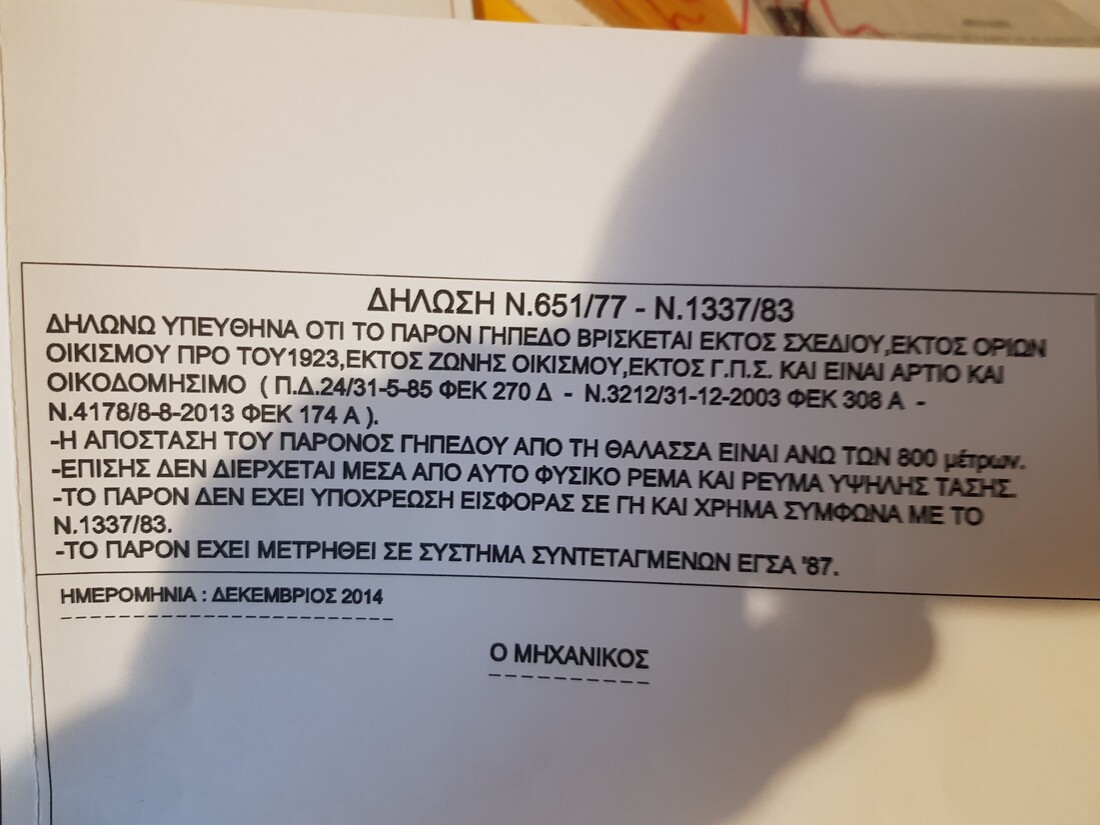 ΔΗΛΩΣΗ Ν.651/77 - Ν.1337/83
ΔΗΛΩΝΩ ΥΠΕΥΘΗΝΑ ΟΤΙ ΤΟ ΠΑΡΟΝ ΓΗΠΕΔΟ ΒΡΙΣΚΕΤΑΙ ΕΚΤΟΣ ΣΧΕΔΙΟΥ,ΕΚΤΟΣ ΟΡΙΩΝ
ΟΙΚΙΣΜΟΥ ΠΡΟ ΤΟΥ1923,ΕΚΤΟΣ ΖΩΝΗΣ ΟΙΚΙΣΜΟΥ,ΕΚΤΟΣ Γ.Π.Σ. ΚΑΙ ΕΙΝΑΙ ΑΡΤΙΟ ΚΑΙ
ΟΙΚΟΔΟΜΗΣΙΜΟ ( Π.Δ.24/31-5-85 ΦΕΚ 270 Δ - Ν.3212/31-12-2003 ΦΕΚ 308 Α -
Ν.4178/8-8-2013 ΦΕΚ 174 Α ).
-Η ΑΠΟΣΤΑΣΗ ΤΟΥ ΠΑΡΟΝΟΣ ΓΗΠΕΔΟΥ ΑΠΟ ΤΗ ΘΑΛΑΣΣΑ ΕΙΝΑΙ ΑΝΩ ΤΩΝ 800 μέτρων.
-ΕΠΙΣΗΣ ΔΕΝ ΔΙΕΡΧΕΤΑΙ ΜΕΣΑ ΑΠΟ ΑΥΤΟ ΦΥΣΙΚΟ ΡΕΜΑ ΚΑΙ ΡΕΥΜΑ ΥΨΗΛΗΣ ΤΑΣΗΣ.
-ΤΟ ΠΑΡΟΝ ΔΕΝ ΕΧΕΙ ΥΠΟΧΡΕΩΣΗ ΕΙΣΦΟΡΑΣ ΣΕ ΓΗ ΚΑΙ ΧΡΗΜΑ ΣΥΜΦΩΝΑ ΜΕ ΤΟ
Ν.1337/83.
-ΤΟ ΠΑΡΟΝ ΕΧΕΙ ΜΕΤΡΗΘΕΙ ΣΕ ΣΥΣΤΗΜΑ ΣΥΝΤΕΤΑΓΜΕΝΩΝ ΕΓΣΑ '87.
ΗΜΕΡΟΜΗΝΙΑ : ΔΕΚΕΜΒΡΙΟΣ 2014
Ο ΜΗΧΑΝΙΚΟΣ